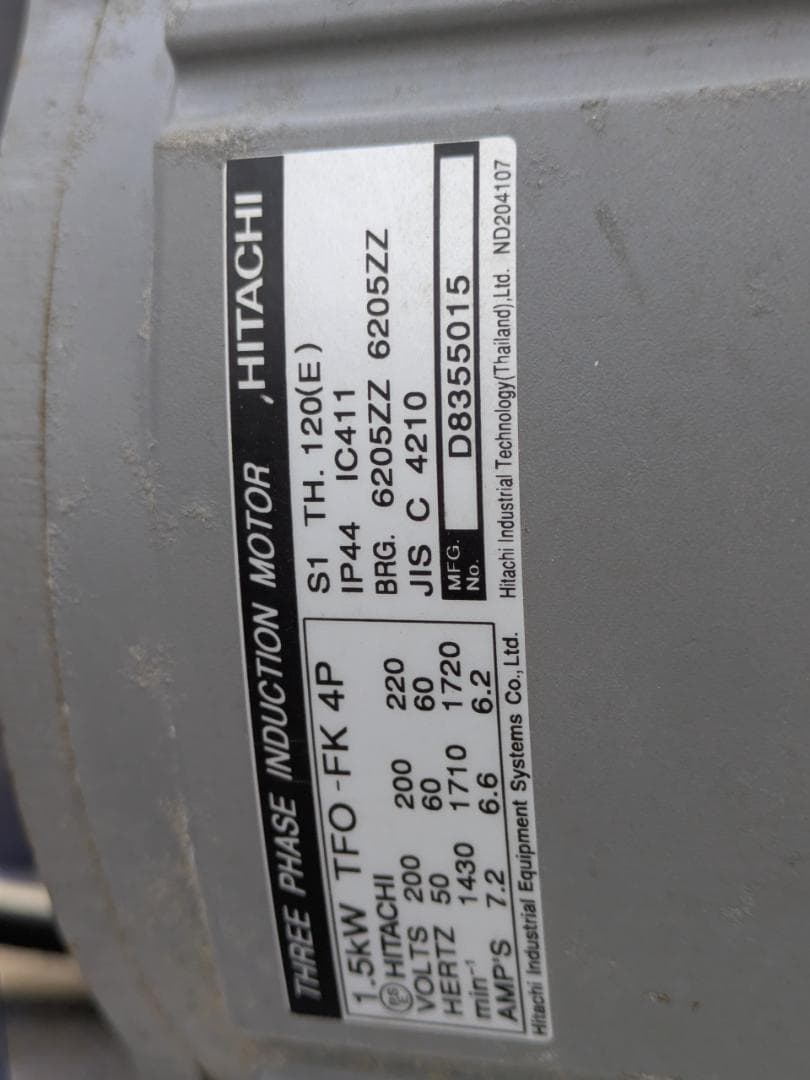 THREE PHASE INDUCTION MOTOR HITACHI
1.5kW TFO-FK 4P
PS E HITACHI
VOLTS 200 200 220
HERTZ 50 60 60
min⁻¹ 1430 1710 1720
AMP'S 7.2 6.6 6.2
S1 TH. 120(E)
IP44 IC411
BRG. 6205ZZ 6205ZZ
JIS C 4210
MFG. No. D8355015
Hitachi Industrial Equipment Systems Co., Ltd. Hitachi Industrial Technology(Thailand),Ltd. ND204107